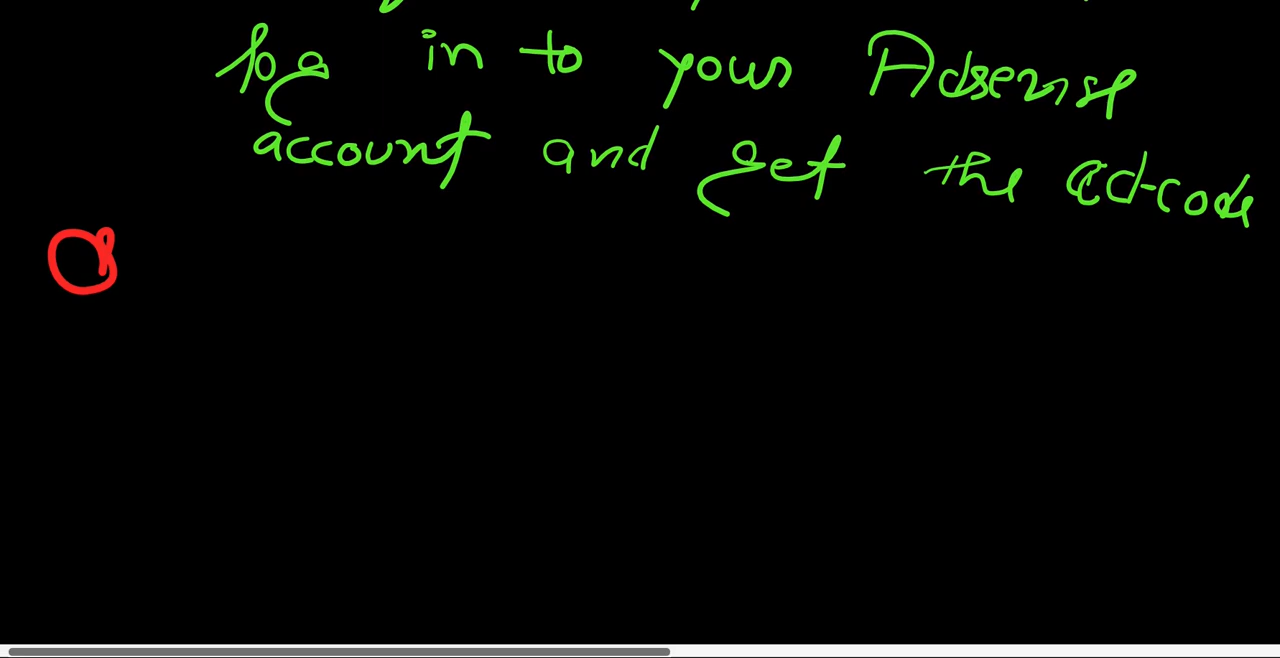 log in to your Adsense
account and get the ad-code